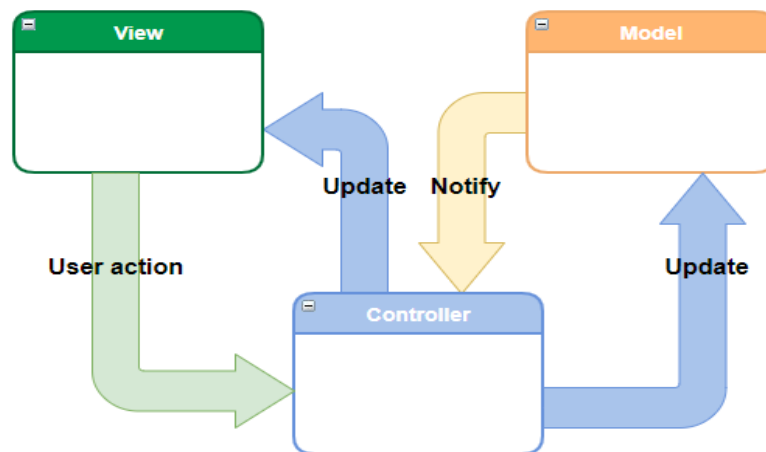 View
Model
Update
Notify
User action
Update
Controller